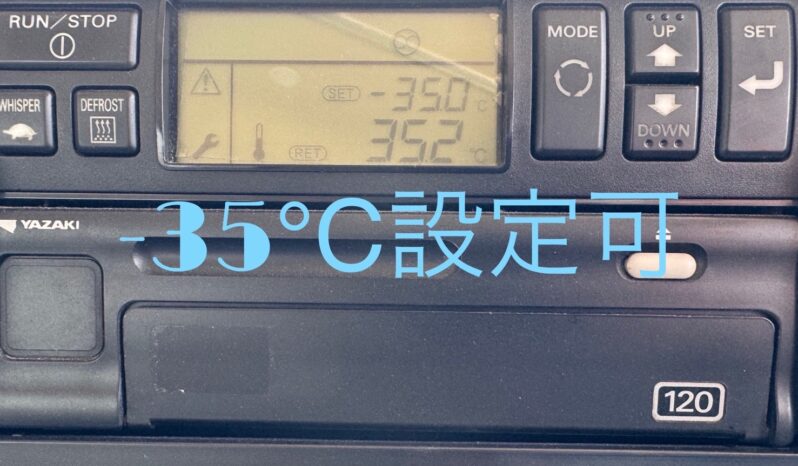 RUN/STOP
MODE
UP
SET
WHISPER
DEFROST
SET -35.0 °C
RET 35.2 °C
DOWN
YAZAKI
-35℃設定可
120